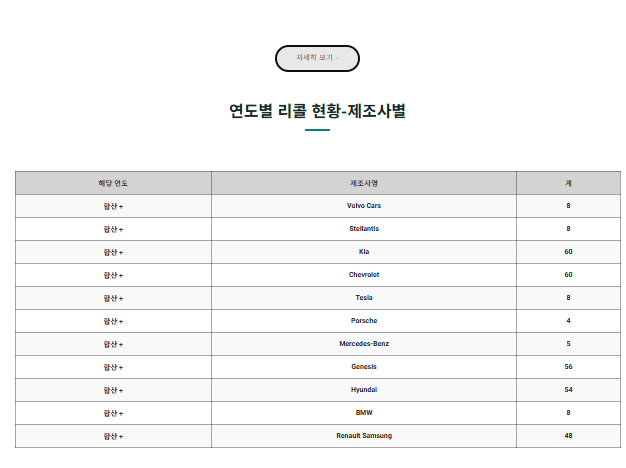 자세히 보기 -
연도별 리콜 현황-제조사별
해당 연도 제조사명 계
합산 + Volvo Cars 8
합산 + Stellantis 8
합산 + Kia 60
합산 + Chevrolet 60
합산 + Tesla 8
합산 + Porsche 4
합산 + Mercedes-Benz 5
합산 + Genesis 56
합산 + Hyundai 54
합산 + BMW 8
합산 + Renault Samsung 48